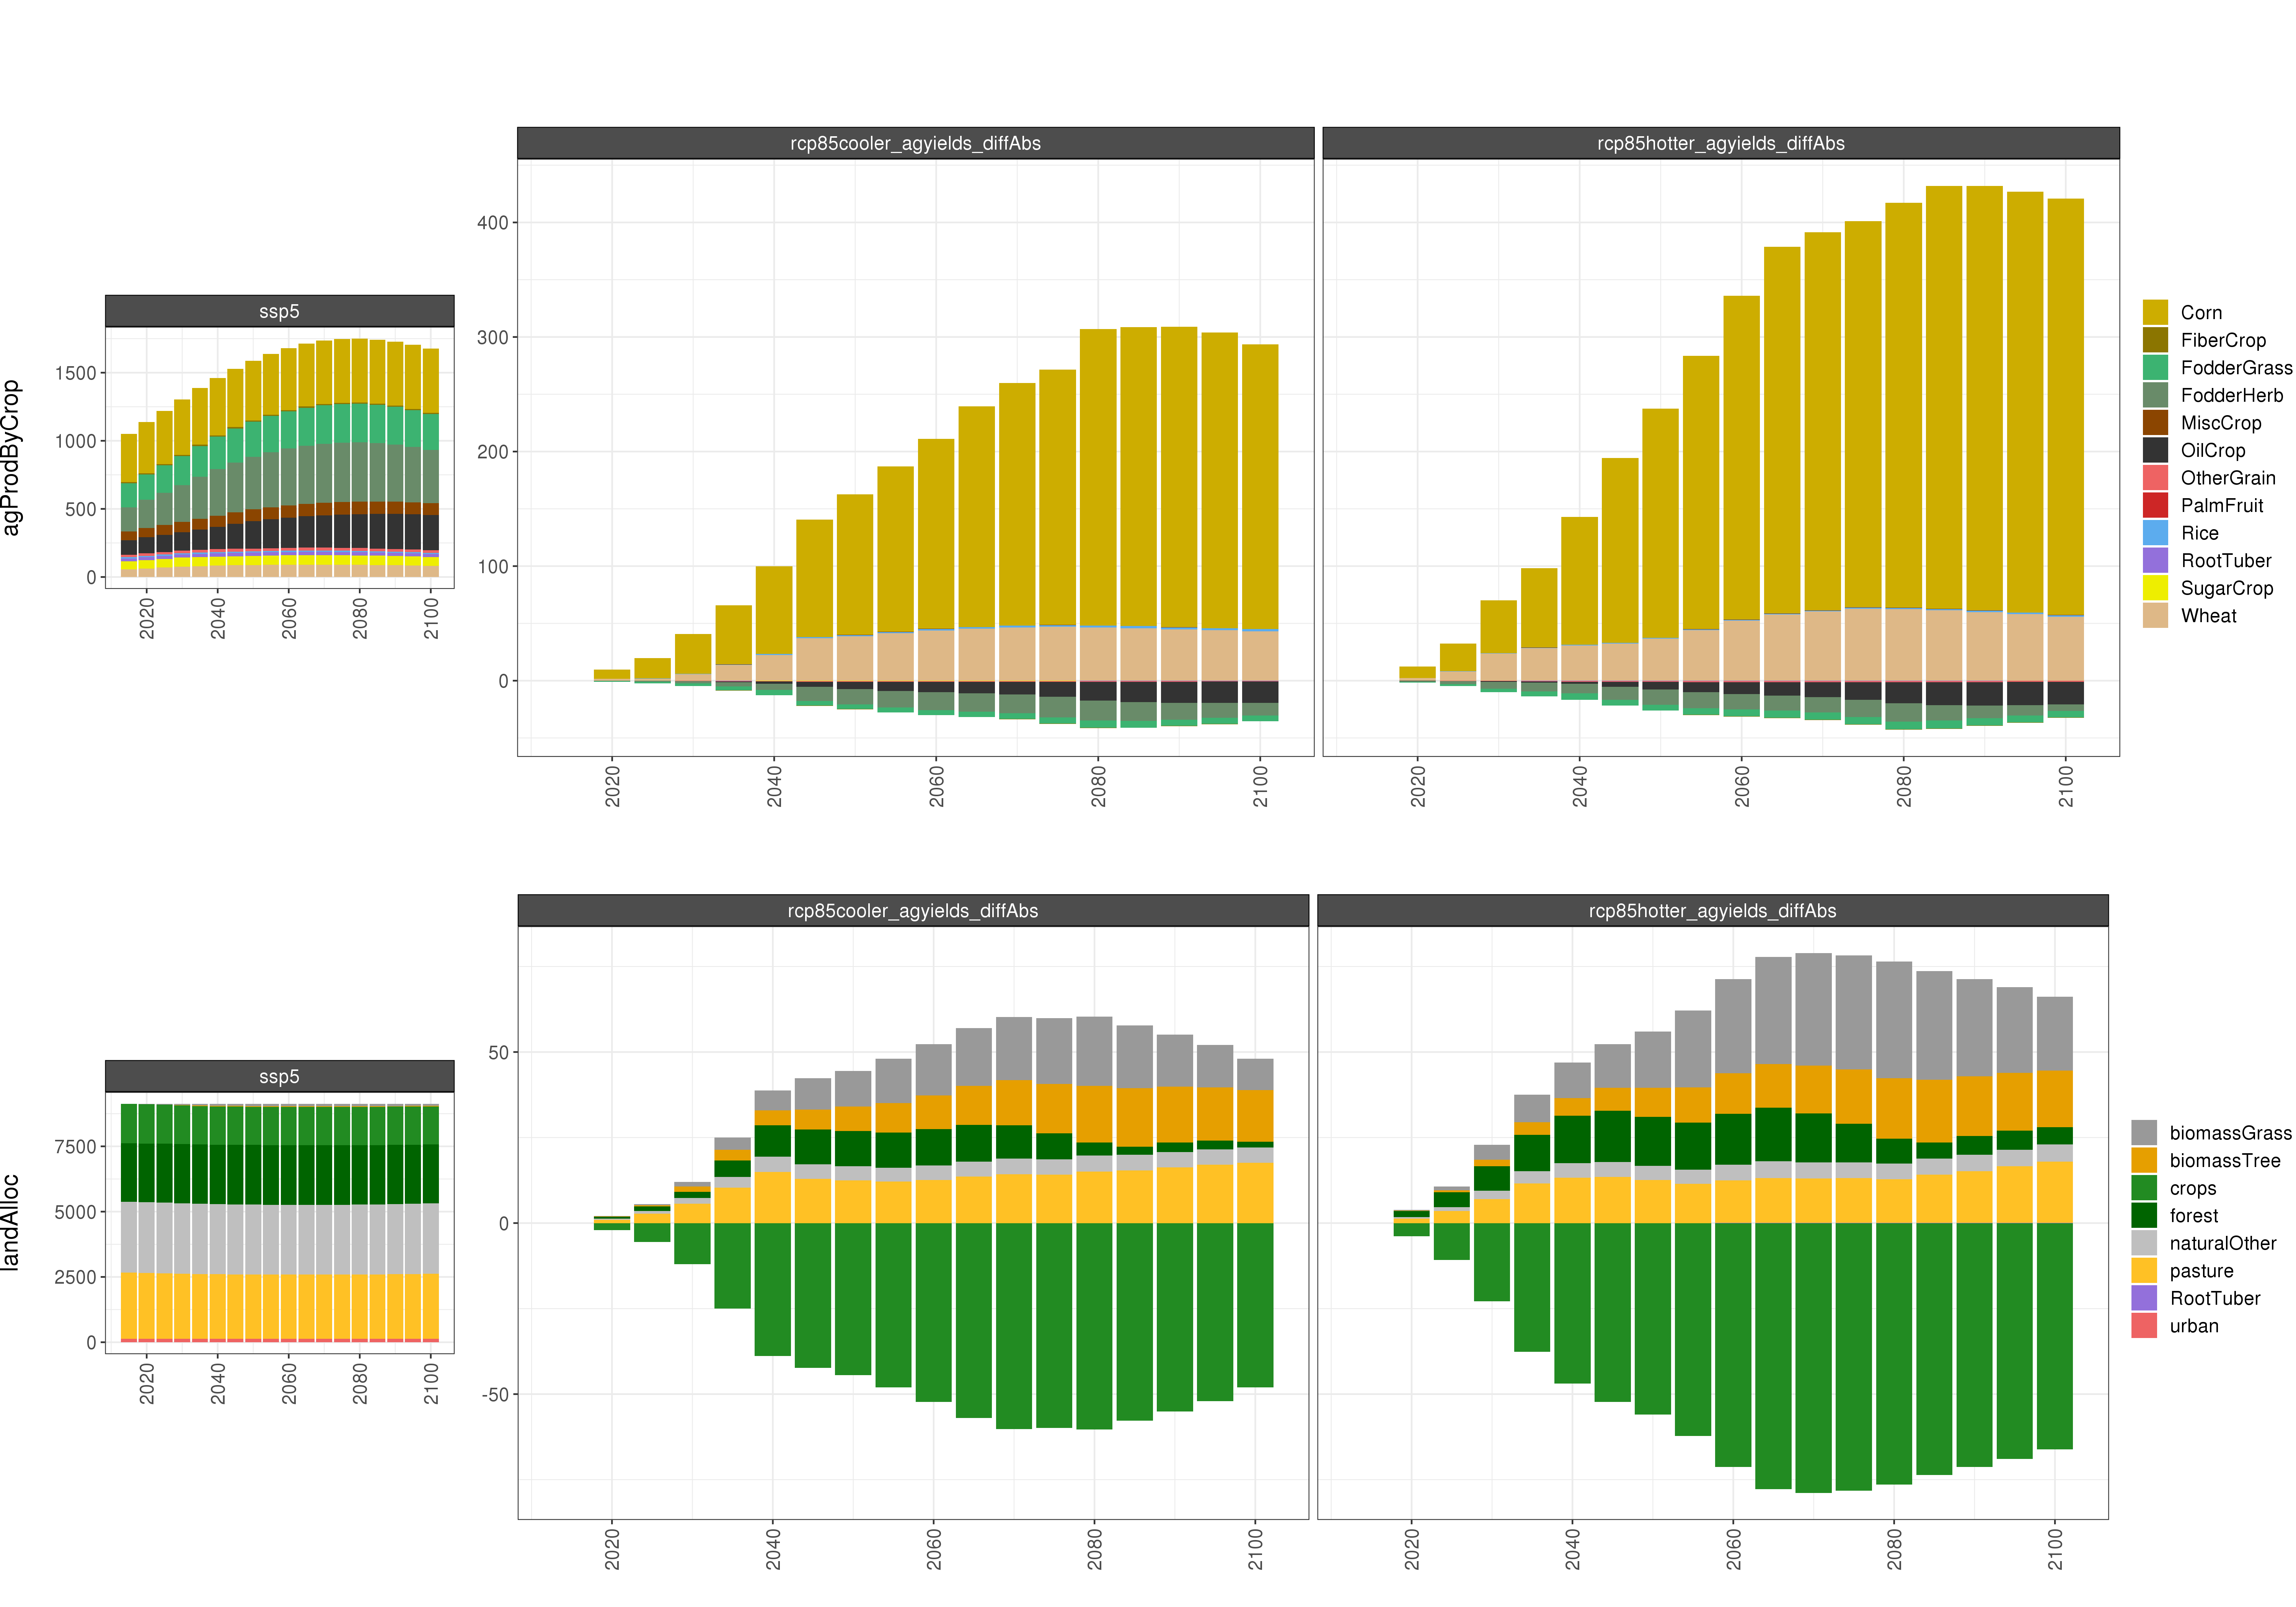 rcp85cooler_agyields_diffAbs
rcp85hotter_agyields_diffAbs
ssp5
agProdByCrop
1500
1000
500
0
2020
2040
2060
2080
2100
400
300
200
100
0
2020
2040
2060
2080
2100
2020
2040
2060
2080
2100
Corn
FiberCrop
FodderGrass
FodderHerb
MiscCrop
OilCrop
OtherGrain
PalmFruit
Rice
RootTuber
SugarCrop
Wheat
rcp85cooler_agyields_diffAbs
rcp85hotter_agyields_diffAbs
ssp5
landAlloc
7500
5000
2500
0
2020
2040
2060
2080
2100
50
0
-50
2020
2040
2060
2080
2100
2020
2040
2060
2080
2100
biomassGrass
biomassTree
crops
forest
naturalOther
pasture
RootTuber
urban